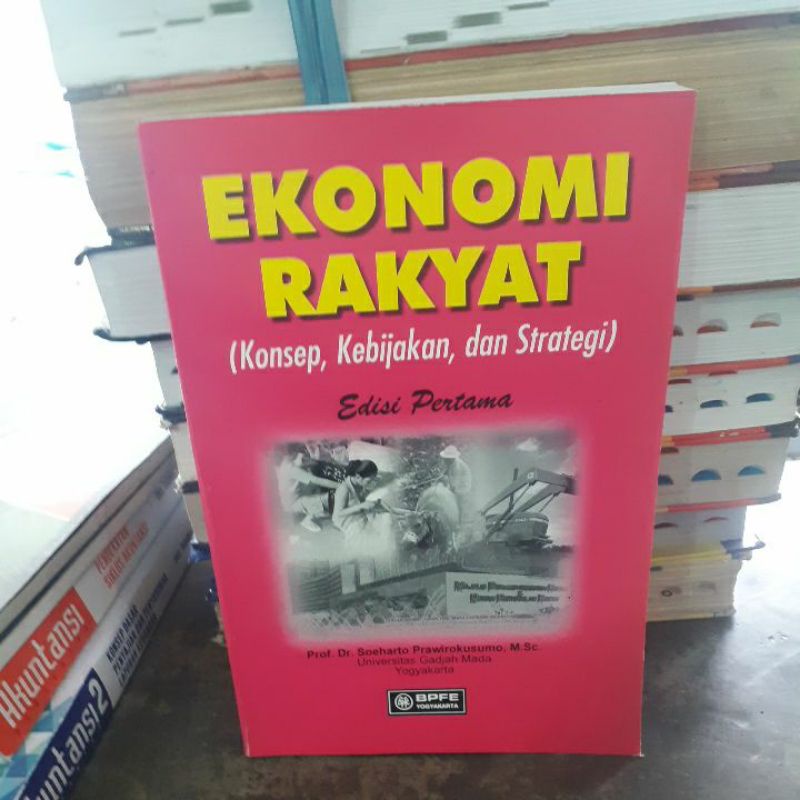 EKONOMI
RAKYAT
(Konsep, Kebijakan, dan Strategi)
Edisi Pertama
Prof. Dr. Soeharto Prawirokusumo, M.Sc.
Universitas Gadjah Mada
Yogyakarta
BPFE
YOGYAKARTA
Akuntansi
Akuntansi 2